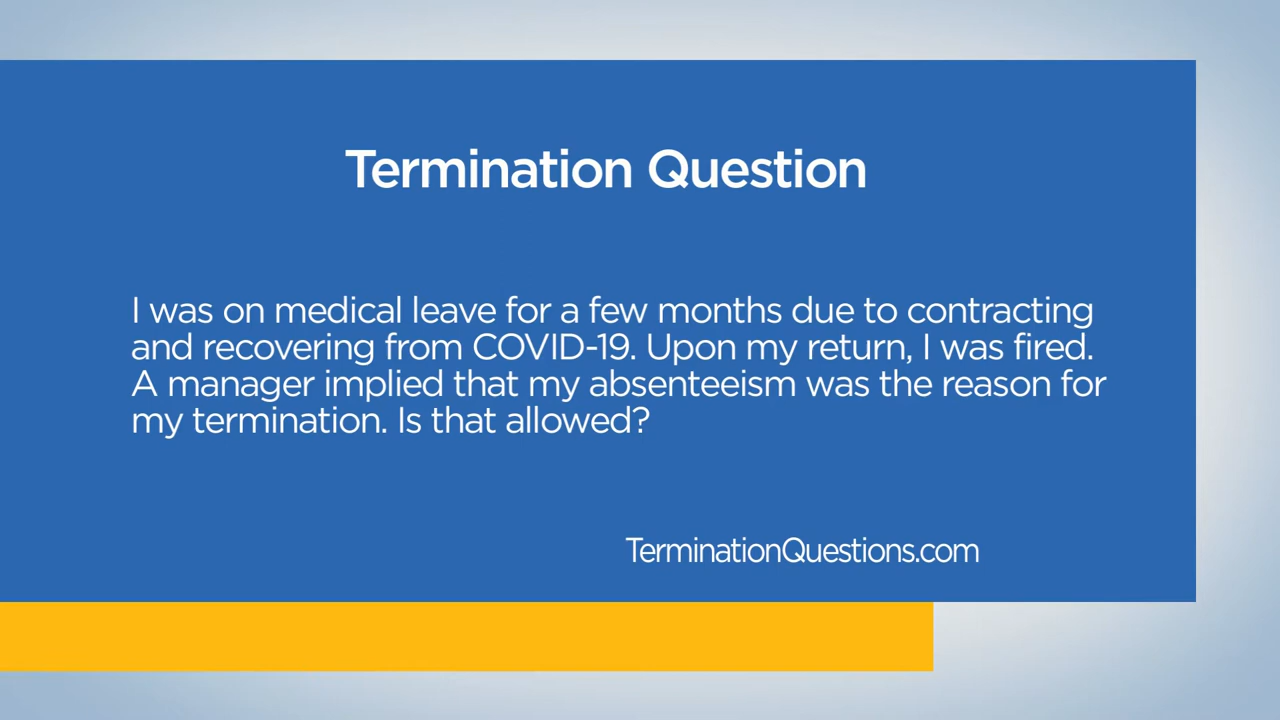 Termination Question
I was on medical leave for a few months due to contracting
and recovering from COVID-19. Upon my return, I was fired.
A manager implied that my absenteeism was the reason for
my termination. Is that allowed?
TerminationQuestions.com